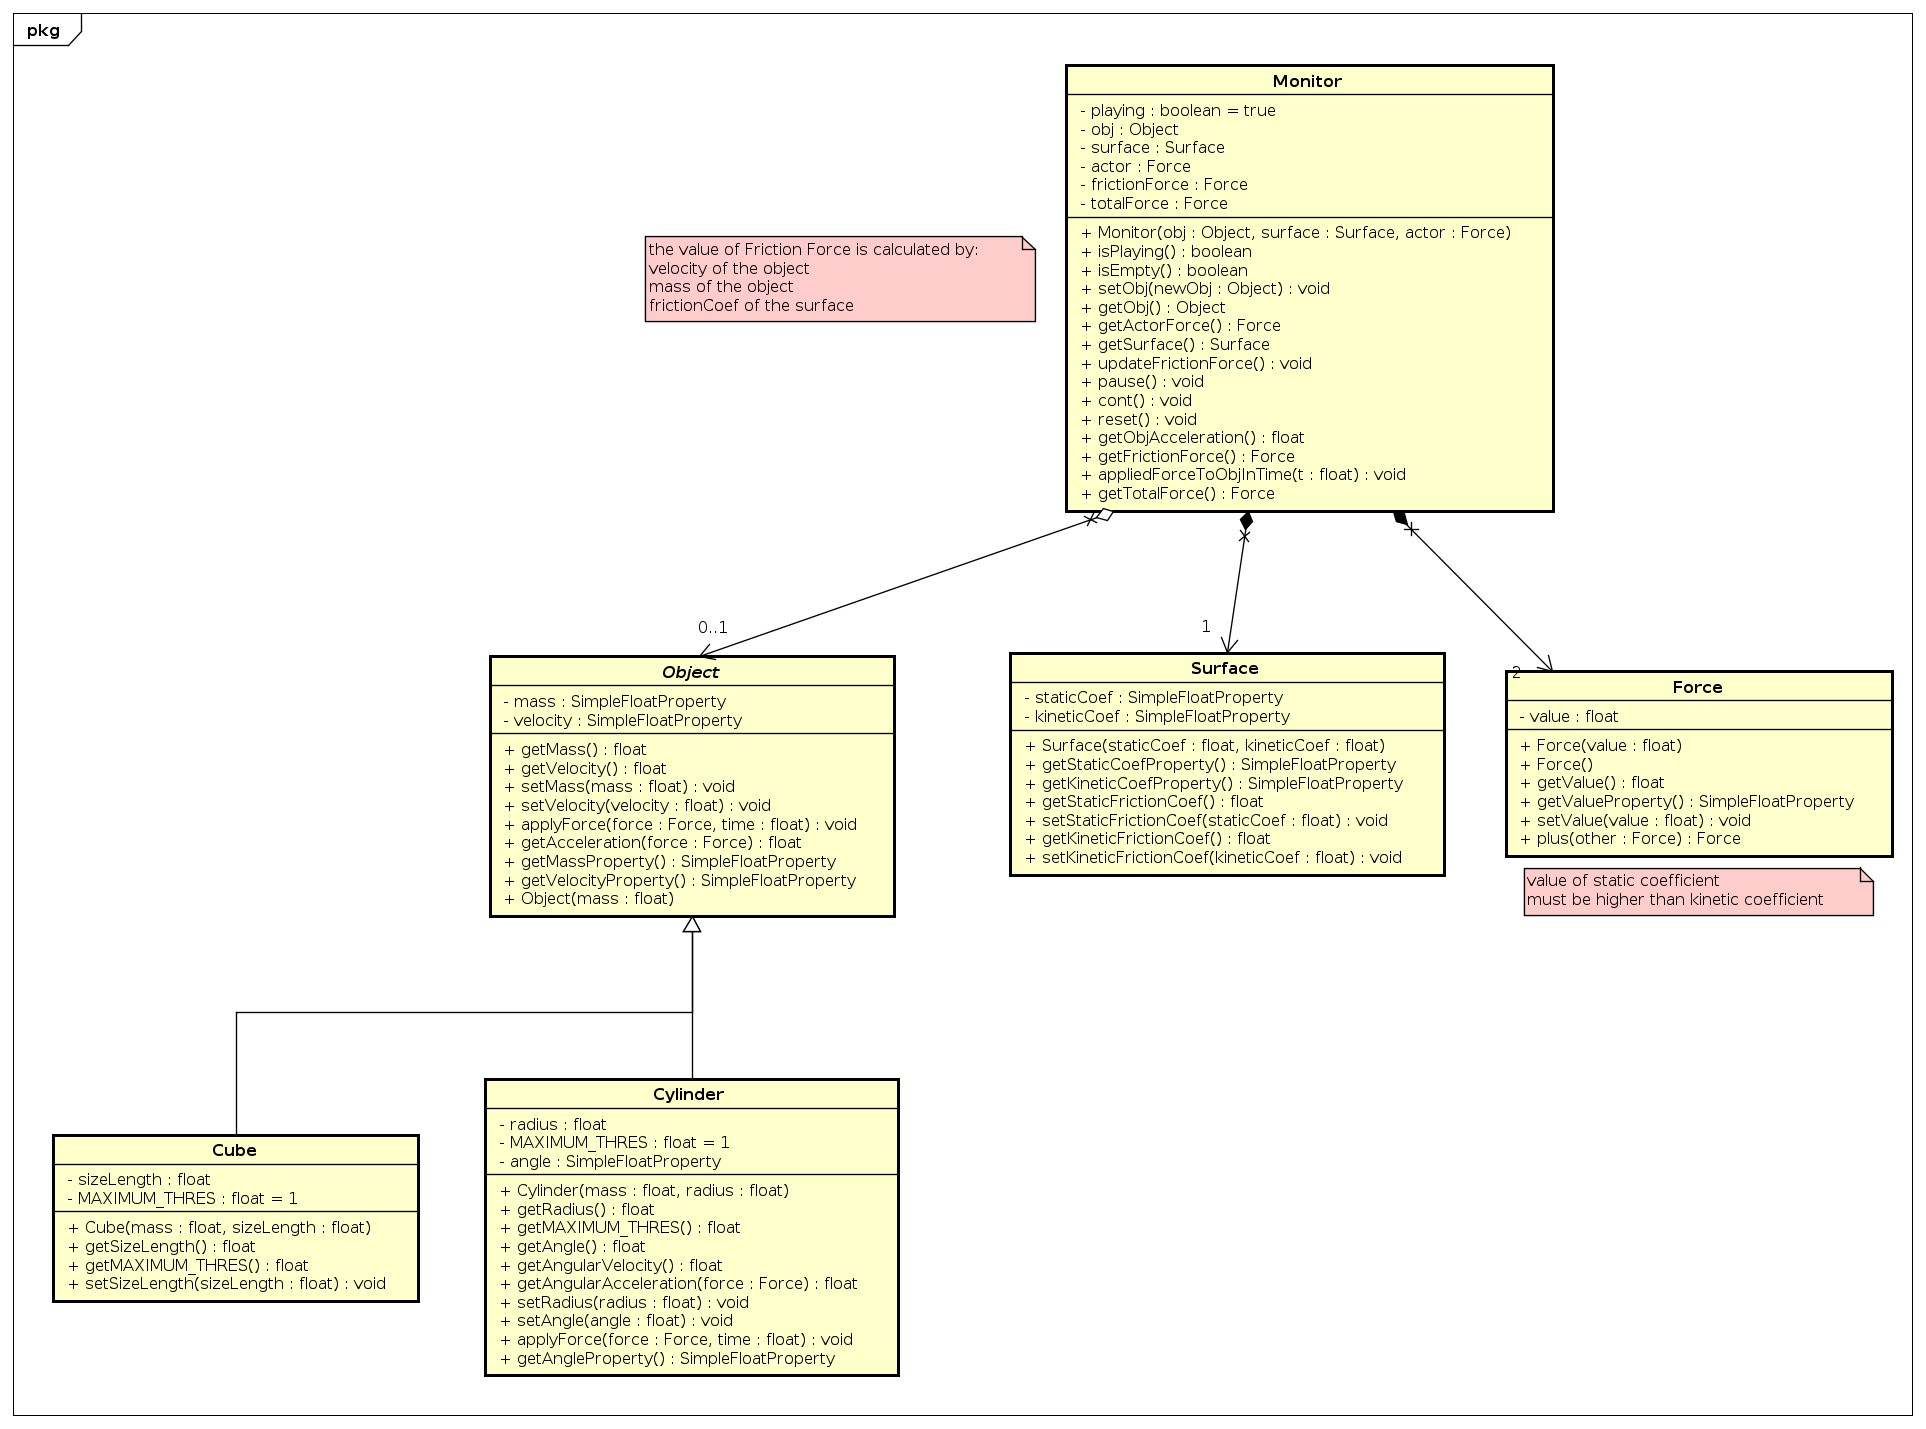 pkg
Monitor
- playing : boolean = true
- obj : Object
- surface : Surface
- actor : Force
- frictionForce : Force
- totalForce : Force
+ Monitor(obj : Object, surface : Surface, actor : Force)
+ isPlaying() : boolean
+ isEmpty() : boolean
+ setObj(newObj : Object) : void
+ getObj() : Object
+ getActorForce() : Force
+ getSurface() : Surface
+ updateFrictionForce() : void
+ pause() : void
+ cont() : void
+ reset() : void
+ getObjAcceleration() : float
+ getFrictionForce() : Force
+ appliedForceToObjInTime(t : float) : void
+ getTotalForce() : Force
the value of Friction Force is calculated by:
velocity of the object
mass of the object
frictionCoef of the surface
0..1
1
2
Object
- mass : SimpleFloatProperty
- velocity : SimpleFloatProperty
+ getMass() : float
+ getVelocity() : float
+ setMass(mass : float) : void
+ setVelocity(velocity : float) : void
+ applyForce(force : Force, time : float) : void
+ getAcceleration(force : Force) : float
+ getMassProperty() : SimpleFloatProperty
+ getVelocityProperty() : SimpleFloatProperty
+ Object(mass : float)
Surface
- staticCoef : SimpleFloatProperty
- kineticCoef : SimpleFloatProperty
+ Surface(staticCoef : float, kineticCoef : float)
+ getStaticCoefProperty() : SimpleFloatProperty
+ getKineticCoefProperty() : SimpleFloatProperty
+ getStaticFrictionCoef() : float
+ setStaticFrictionCoef(staticCoef : float) : void
+ getKineticFrictionCoef() : float
+ setKineticFrictionCoef(kineticCoef : float) : void
Force
- value : float
+ Force(value : float)
+ Force()
+ getValue() : float
+ getValueProperty() : SimpleFloatProperty
+ setValue(value : float) : void
+ plus(other : Force) : Force
value of static coefficient
must be higher than kinetic coefficient
Cube
- sizeLength : float
- MAXIMUM_THRES : float = 1
+ Cube(mass : float, sizeLength : float)
+ getSizeLength() : float
+ getMAXIMUM_THRES() : float
+ setSizeLength(sizeLength : float) : void
Cylinder
- radius : float
- MAXIMUM_THRES : float = 1
- angle : SimpleFloatProperty
+ Cylinder(mass : float, radius : float)
+ getRadius() : float
+ getMAXIMUM_THRES() : float
+ getAngle() : float
+ getAngularVelocity() : float
+ getAngularAcceleration(force : Force) : float
+ setRadius(radius : float) : void
+ setAngle(angle : float) : void
+ applyForce(force : Force, time : float) : void
+ getAngleProperty() : SimpleFloatProperty